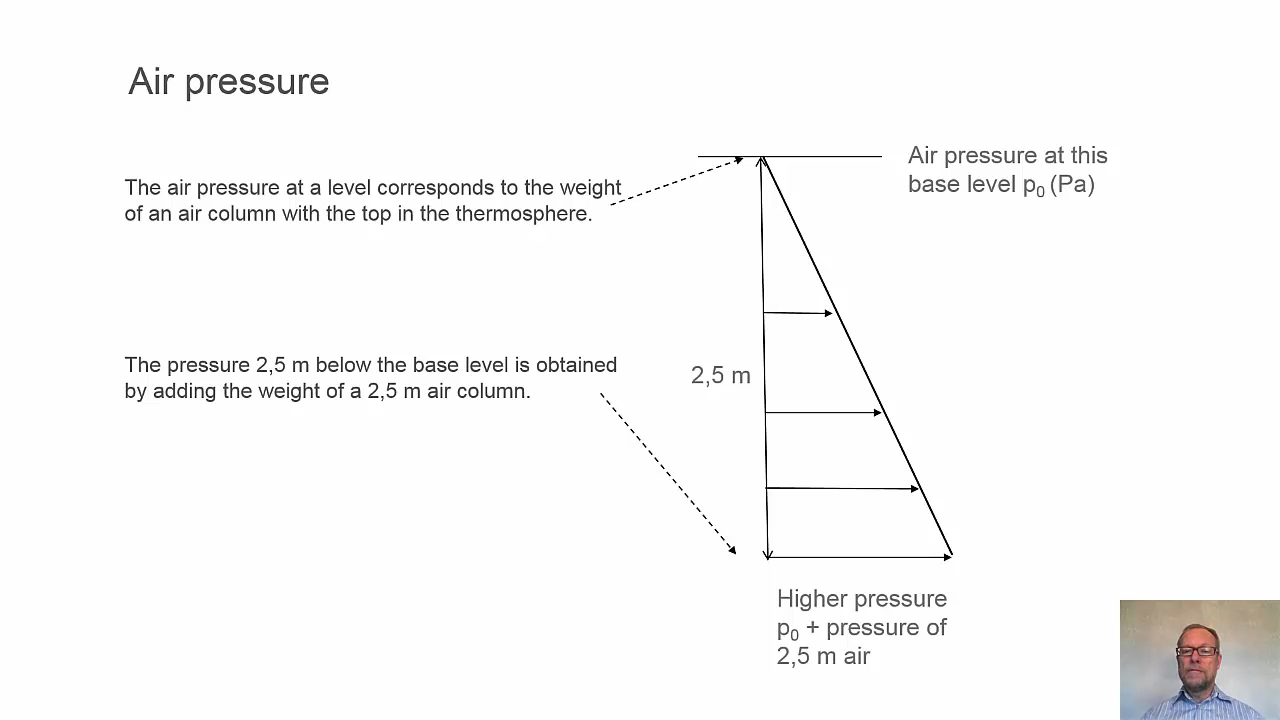 Air pressure
Air pressure at this
base level p₀ (Pa)
The air pressure at a level corresponds to the weight
of an air column with the top in the thermosphere.
The pressure 2,5 m below the base level is obtained
by adding the weight of a 2,5 m air column.
2,5 m
Higher pressure
p₀ + pressure of
2,5 m air